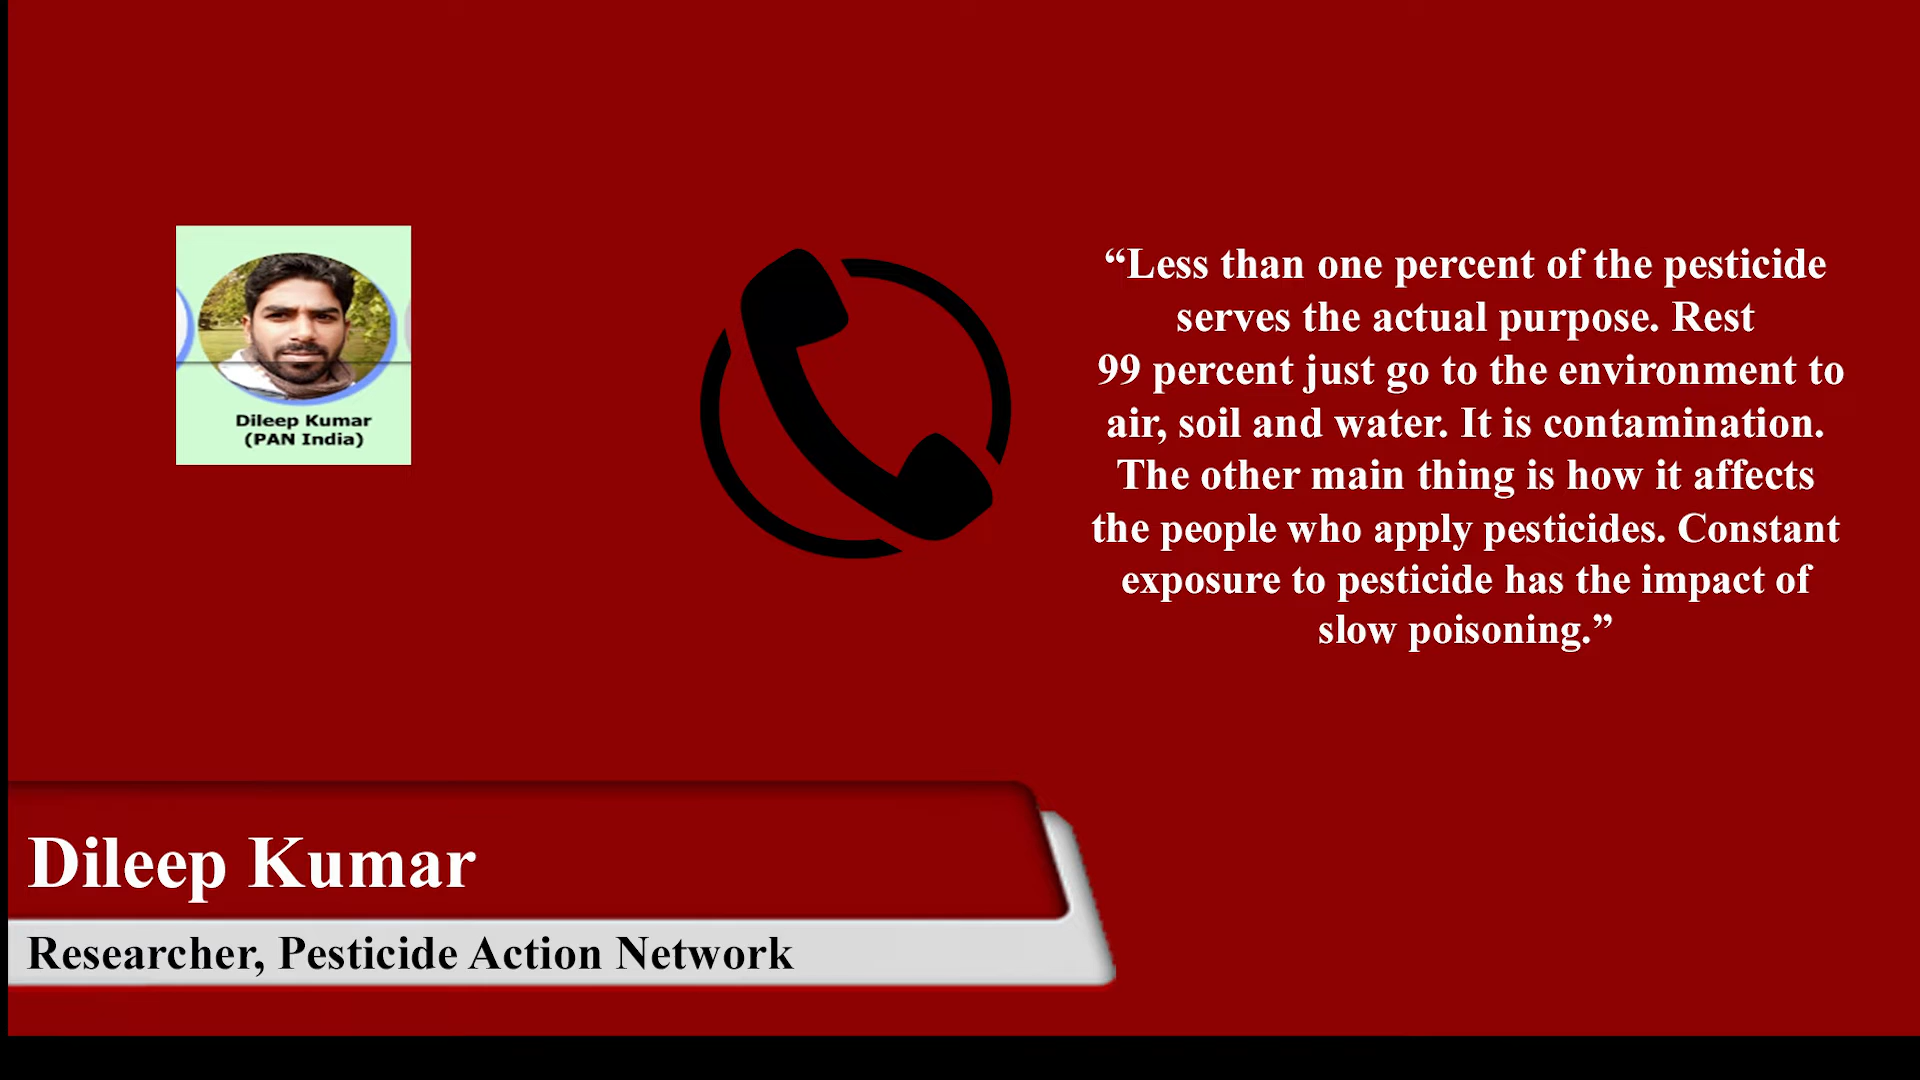 Dileep Kumar
(PAN India)
“Less than one percent of the pesticide
serves the actual purpose. Rest
99 percent just go to the environment to
air, soil and water. It is contamination.
The other main thing is how it affects
the people who apply pesticides. Constant
exposure to pesticide has the impact of
slow poisoning.”
Dileep Kumar
Researcher, Pesticide Action Network